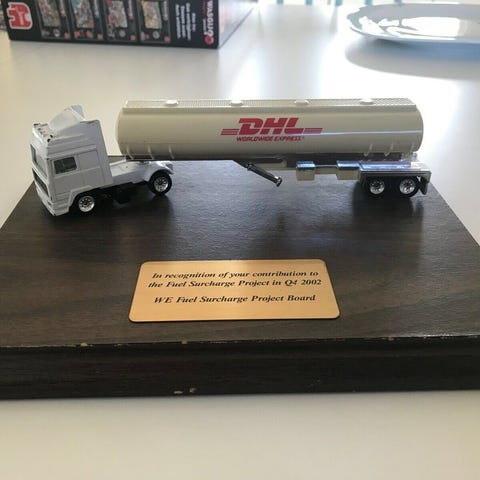 WASGIJ?
DHL
WORLDWIDE EXPRESS
In recognition of your contribution to
the Fuel Surcharge Project in Q4 2002
WE Fuel Surcharge Project Board